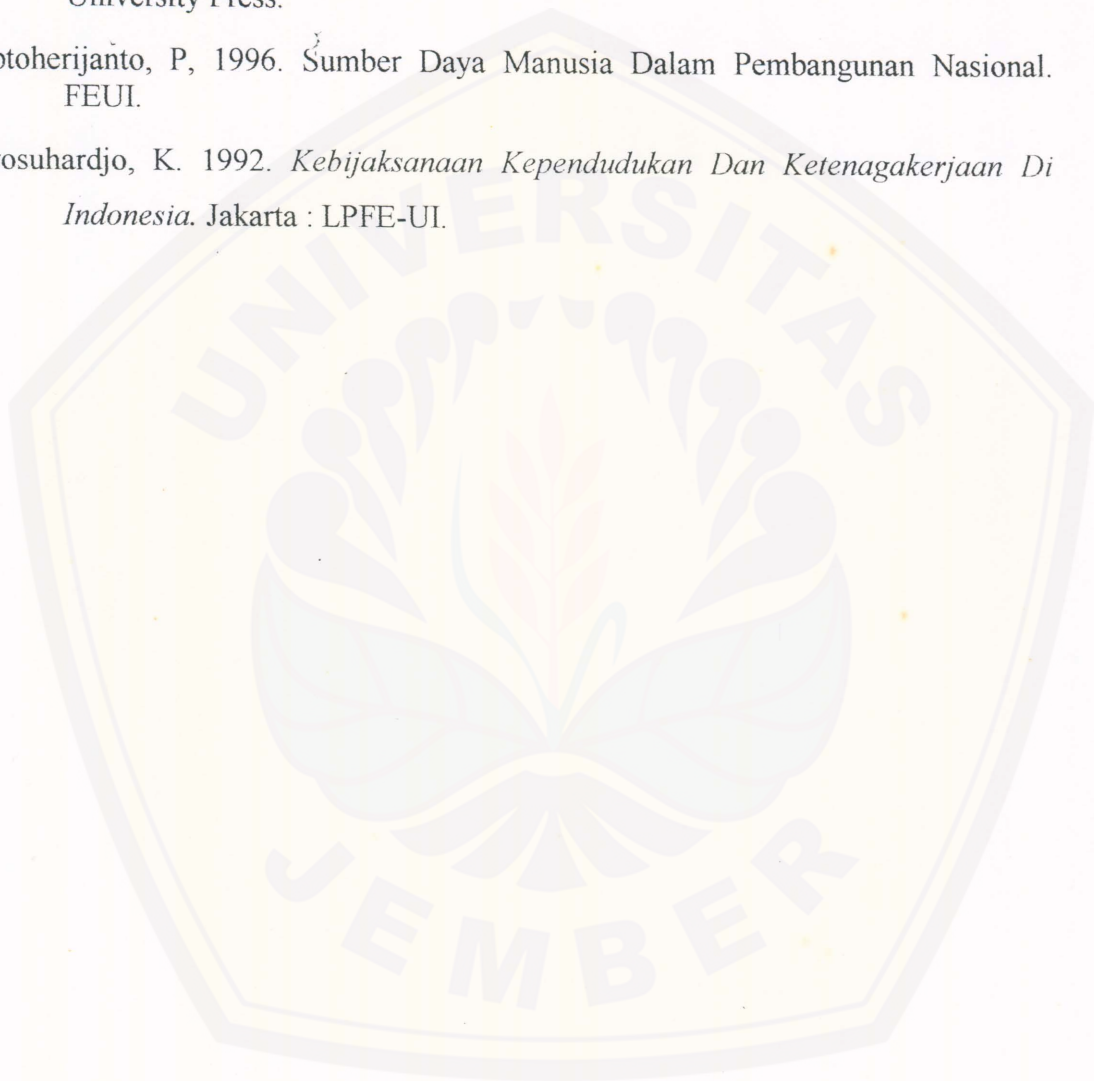 University Press.
otoherijanto, P, 1996. Sumber Daya Manusia Dalam Pembangunan Nasional.
FEUI.
osuhardjo, K. 1992. Kebijaksanaan Kependudukan Dan Ketenagakerjaan Di
Indonesia. Jakarta : LPFE-UI.
UNIVERSITAS
JEMBER